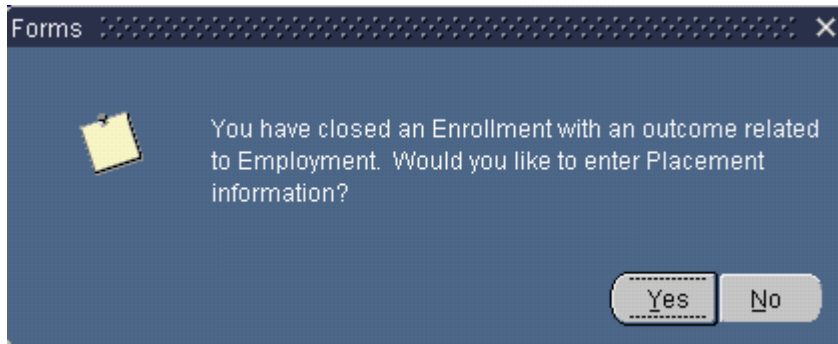 Forms
You have closed an Enrollment with an outcome related
to Employment. Would you like to enter Placement
information?
Yes No